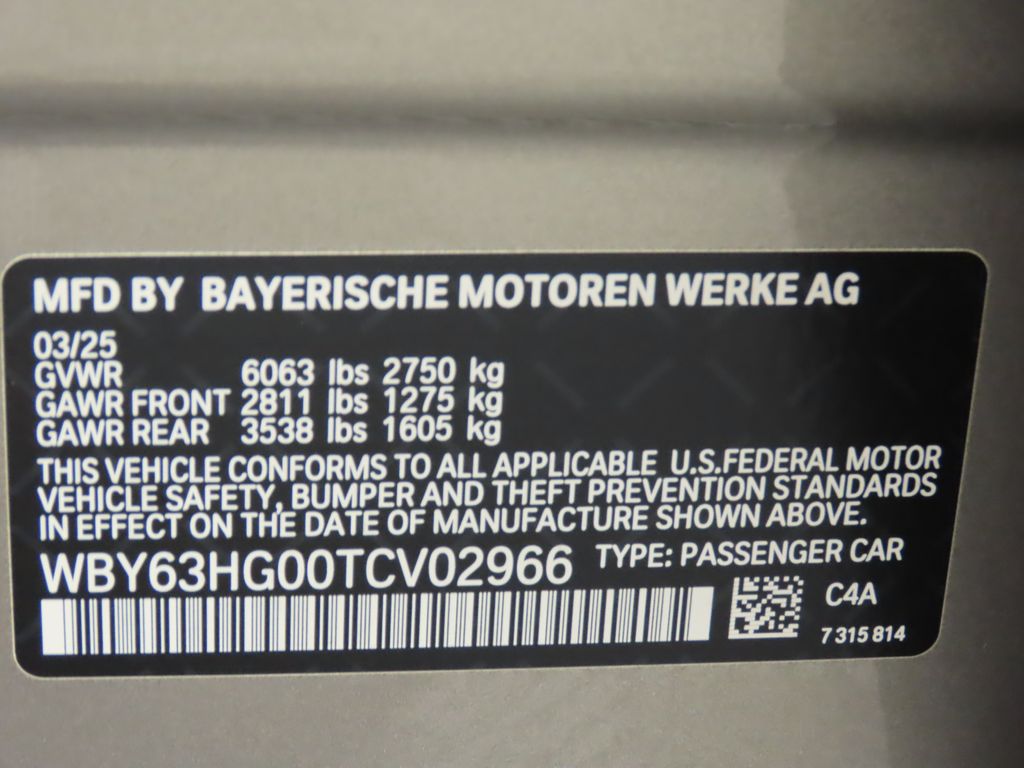 MFD BY BAYERISCHE MOTOREN WERKE AG
03/25
GVWR 6063 lbs 2750 kg
GAWR FRONT 2811 lbs 1275 kg
GAWR REAR 3538 lbs 1605 kg
THIS VEHICLE CONFORMS TO ALL APPLICABLE U.S.FEDERAL MOTOR
VEHICLE SAFETY, BUMPER AND THEFT PREVENTION STANDARDS
IN EFFECT ON THE DATE OF MANUFACTURE SHOWN ABOVE.
WBY63HG00TCV02966 TYPE: PASSENGER CAR
C4A
7 315 814